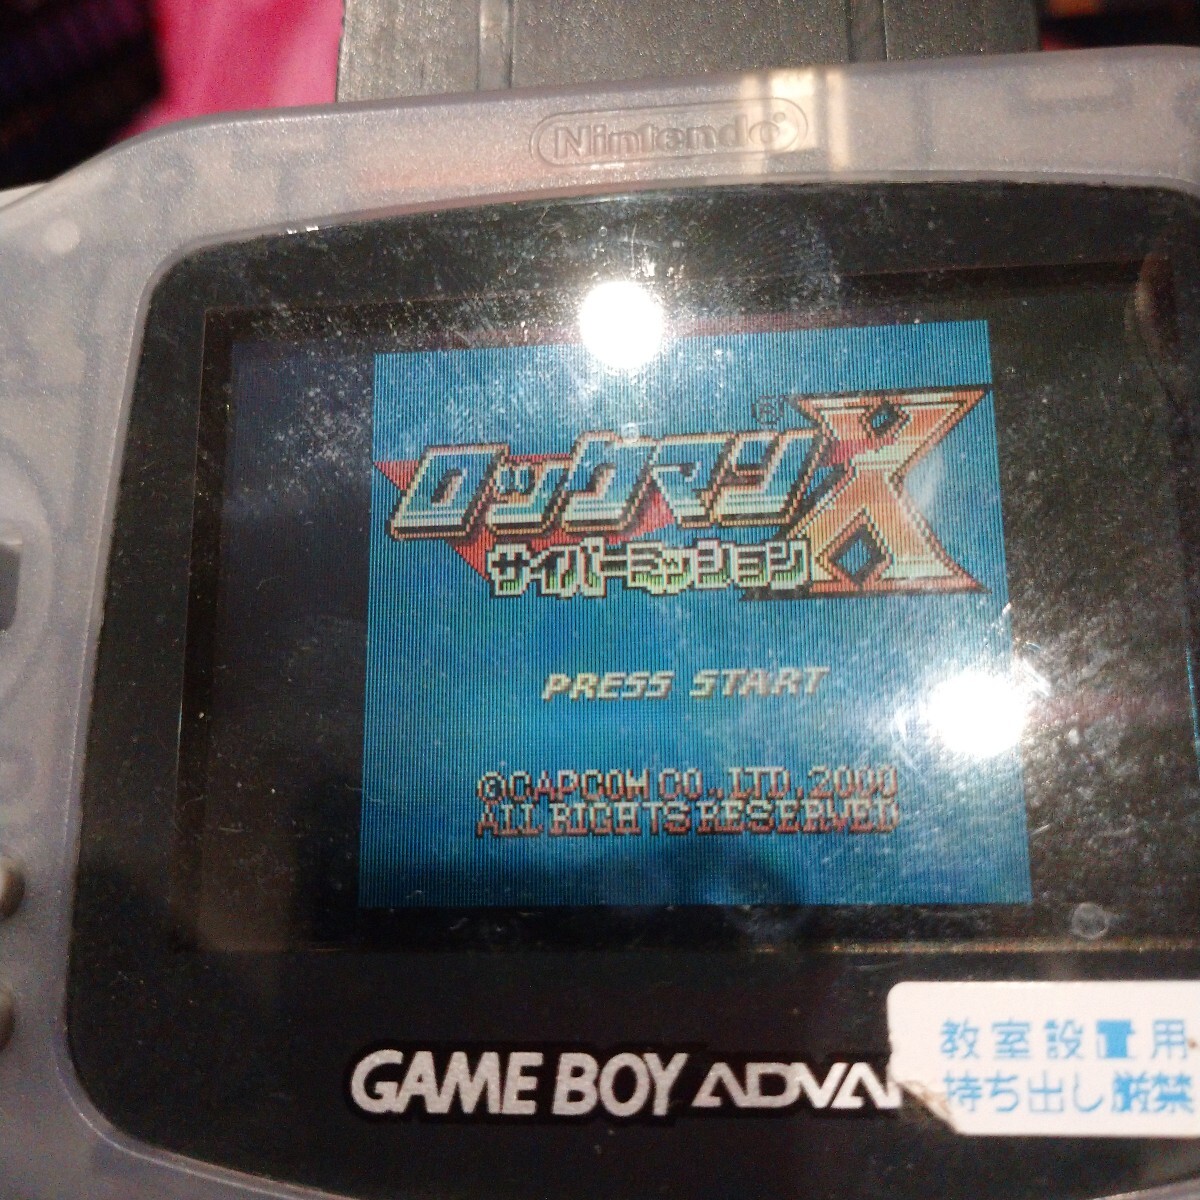 Nintendo®
ロックマンX®
サイバーミッション
PRESS START
©CAPCOM CO.,LTD.2000
ALL RIGHTS RESERVED
GAME BOY ADVAN
教室設置用
持ち出し厳禁